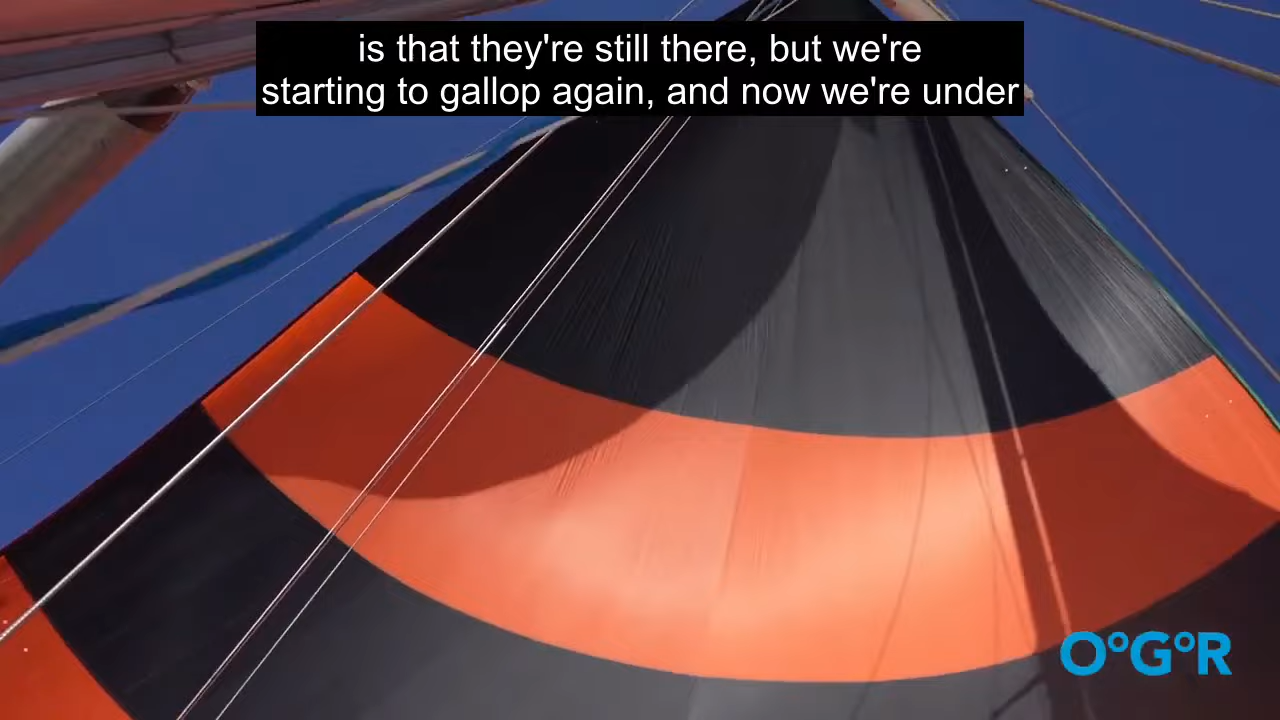 is that they're still there, but we're
starting to gallop again, and now we're under
O°G°R